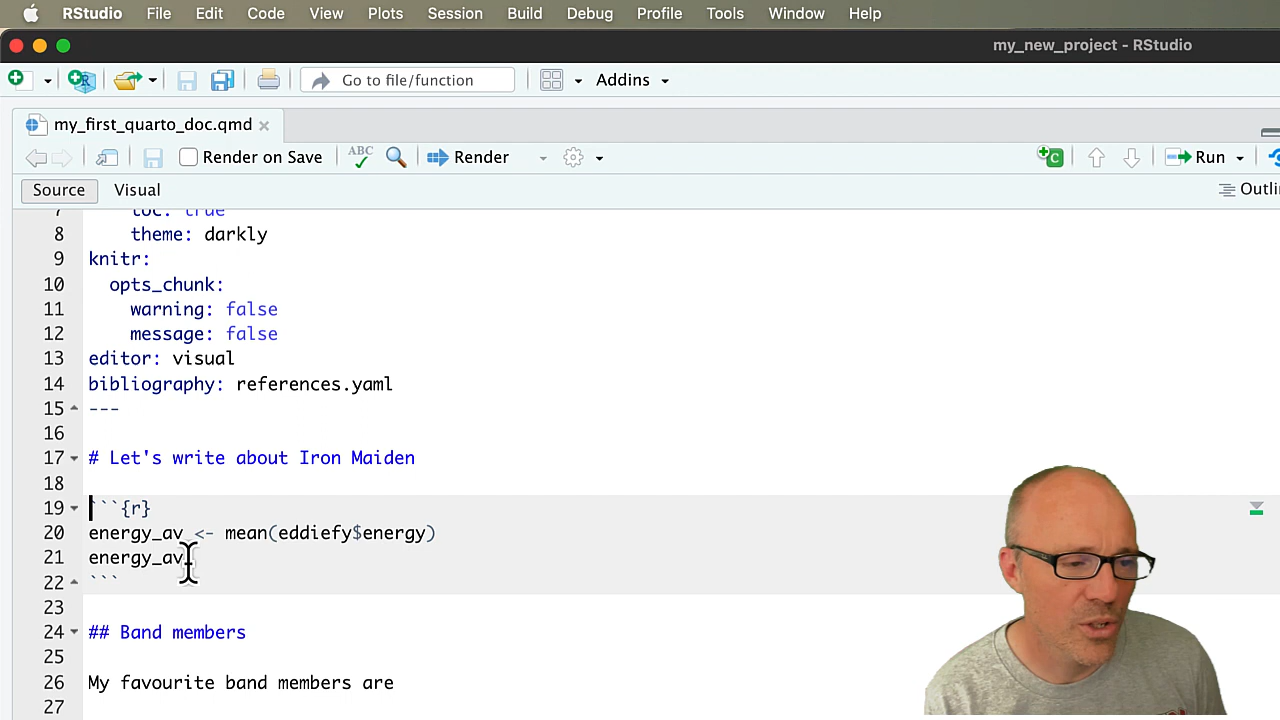 RStudio File Edit Code View Plots Session Build Debug Profile Tools Window Help
my_new_project - RStudio
Go to file/function Addins
my_first_quarto_doc.qmd
Render on Save ABC Render Run
Source Visual
7 toc: true
8 theme: darkly
9 knitr:
10 opts_chunk:
11 warning: false
12 message: false
13 editor: visual
14 bibliography: references.yaml
15 ---
16
17 # Let's write about Iron Maiden
18
19 ```{r}
20 energy_av <- mean(eddiefy$energy)
21 energy_av
22 ```
23
24 ## Band members
25
26 My favourite band members are
27